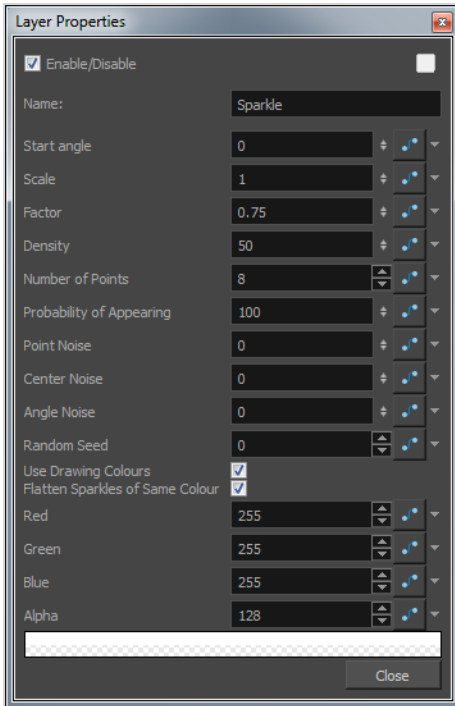 Layer Properties
Enable/Disable
Name: Sparkle
Start angle 0
Scale 1
Factor 0.75
Density 50
Number of Points 8
Probability of Appearing 100
Point Noise 0
Center Noise 0
Angle Noise 0
Random Seed 0
Use Drawing Colours
Flatten Sparkles of Same Colour
Red 255
Green 255
Blue 255
Alpha 128
Close